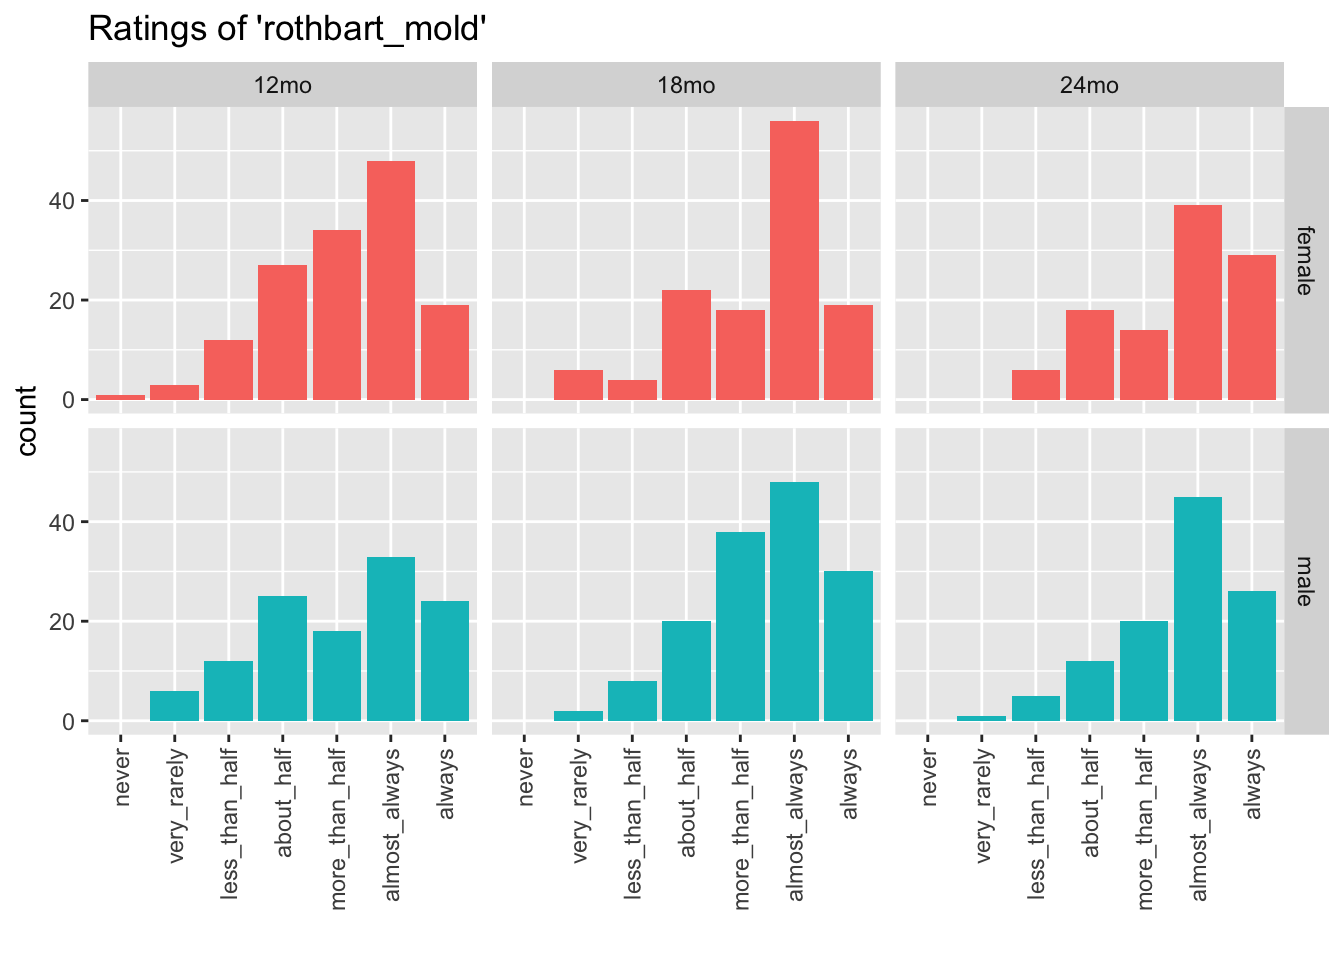 Ratings of 'rothbart_mold'
12mo 18mo 24mo
40
20
0
female
count
40
20
0
male
never very_rarely less_than_half about_half more_than_half almost_always always
never very_rarely less_than_half about_half more_than_half almost_always always
never very_rarely less_than_half about_half more_than_half almost_always always